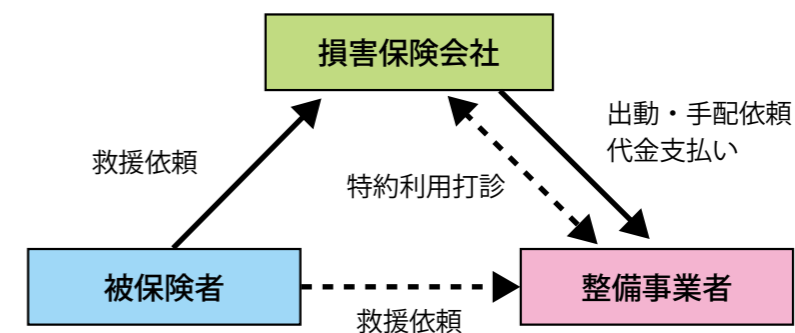 損害保険会社
出動・手配依頼
代金支払い
救援依頼
特約利用打診
被保険者
整備事業者
救援依頼